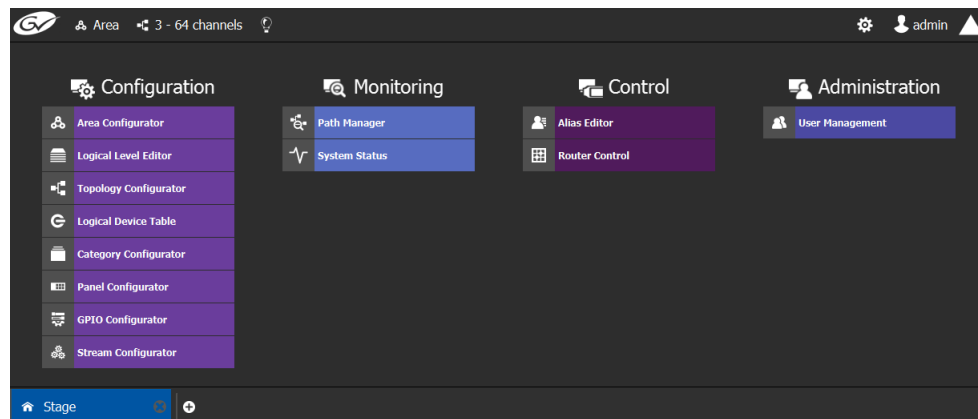 GV
Area
3 - 64 channels
admin
Configuration
Area Configurator
Logical Level Editor
Topology Configurator
Logical Device Table
Category Configurator
Panel Configurator
GPIO Configurator
Stream Configurator
Monitoring
Path Manager
System Status
Control
Alias Editor
Router Control
Administration
User Management
Stage